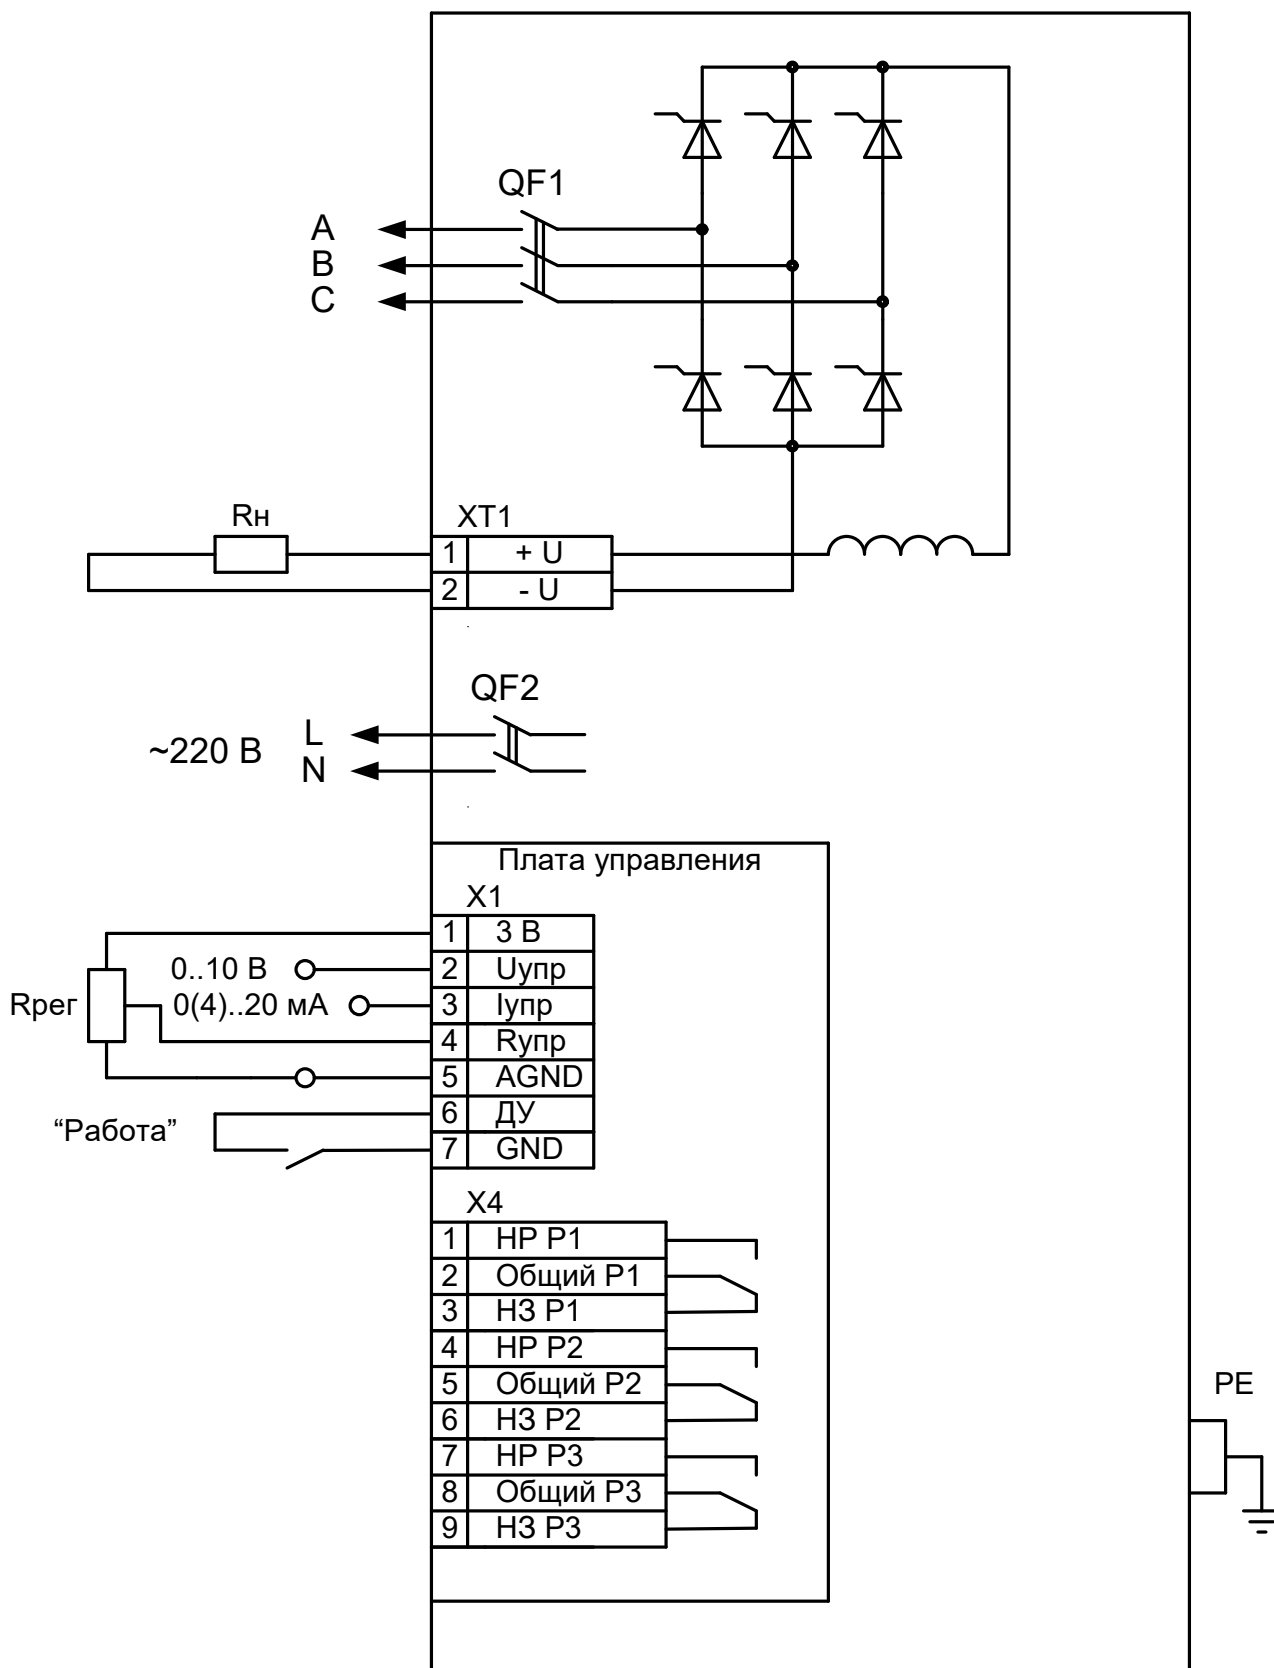 QF1
A
B
C
Rн
XT1
1 + U
2 - U
QF2
~220 В
L
N
Плата управления
X1
1 3 В
0..10 В 2 Uупр
Rрег 0(4)..20 мА 3 Iупр
4 Rупр
5 AGND
“Работа” 6 ДУ
7 GND
X4
1 НР Р1
2 Общий Р1
3 НЗ Р1
4 НР Р2
5 Общий Р2
6 НЗ Р2
7 НР Р3
8 Общий Р3
9 НЗ Р3
PE